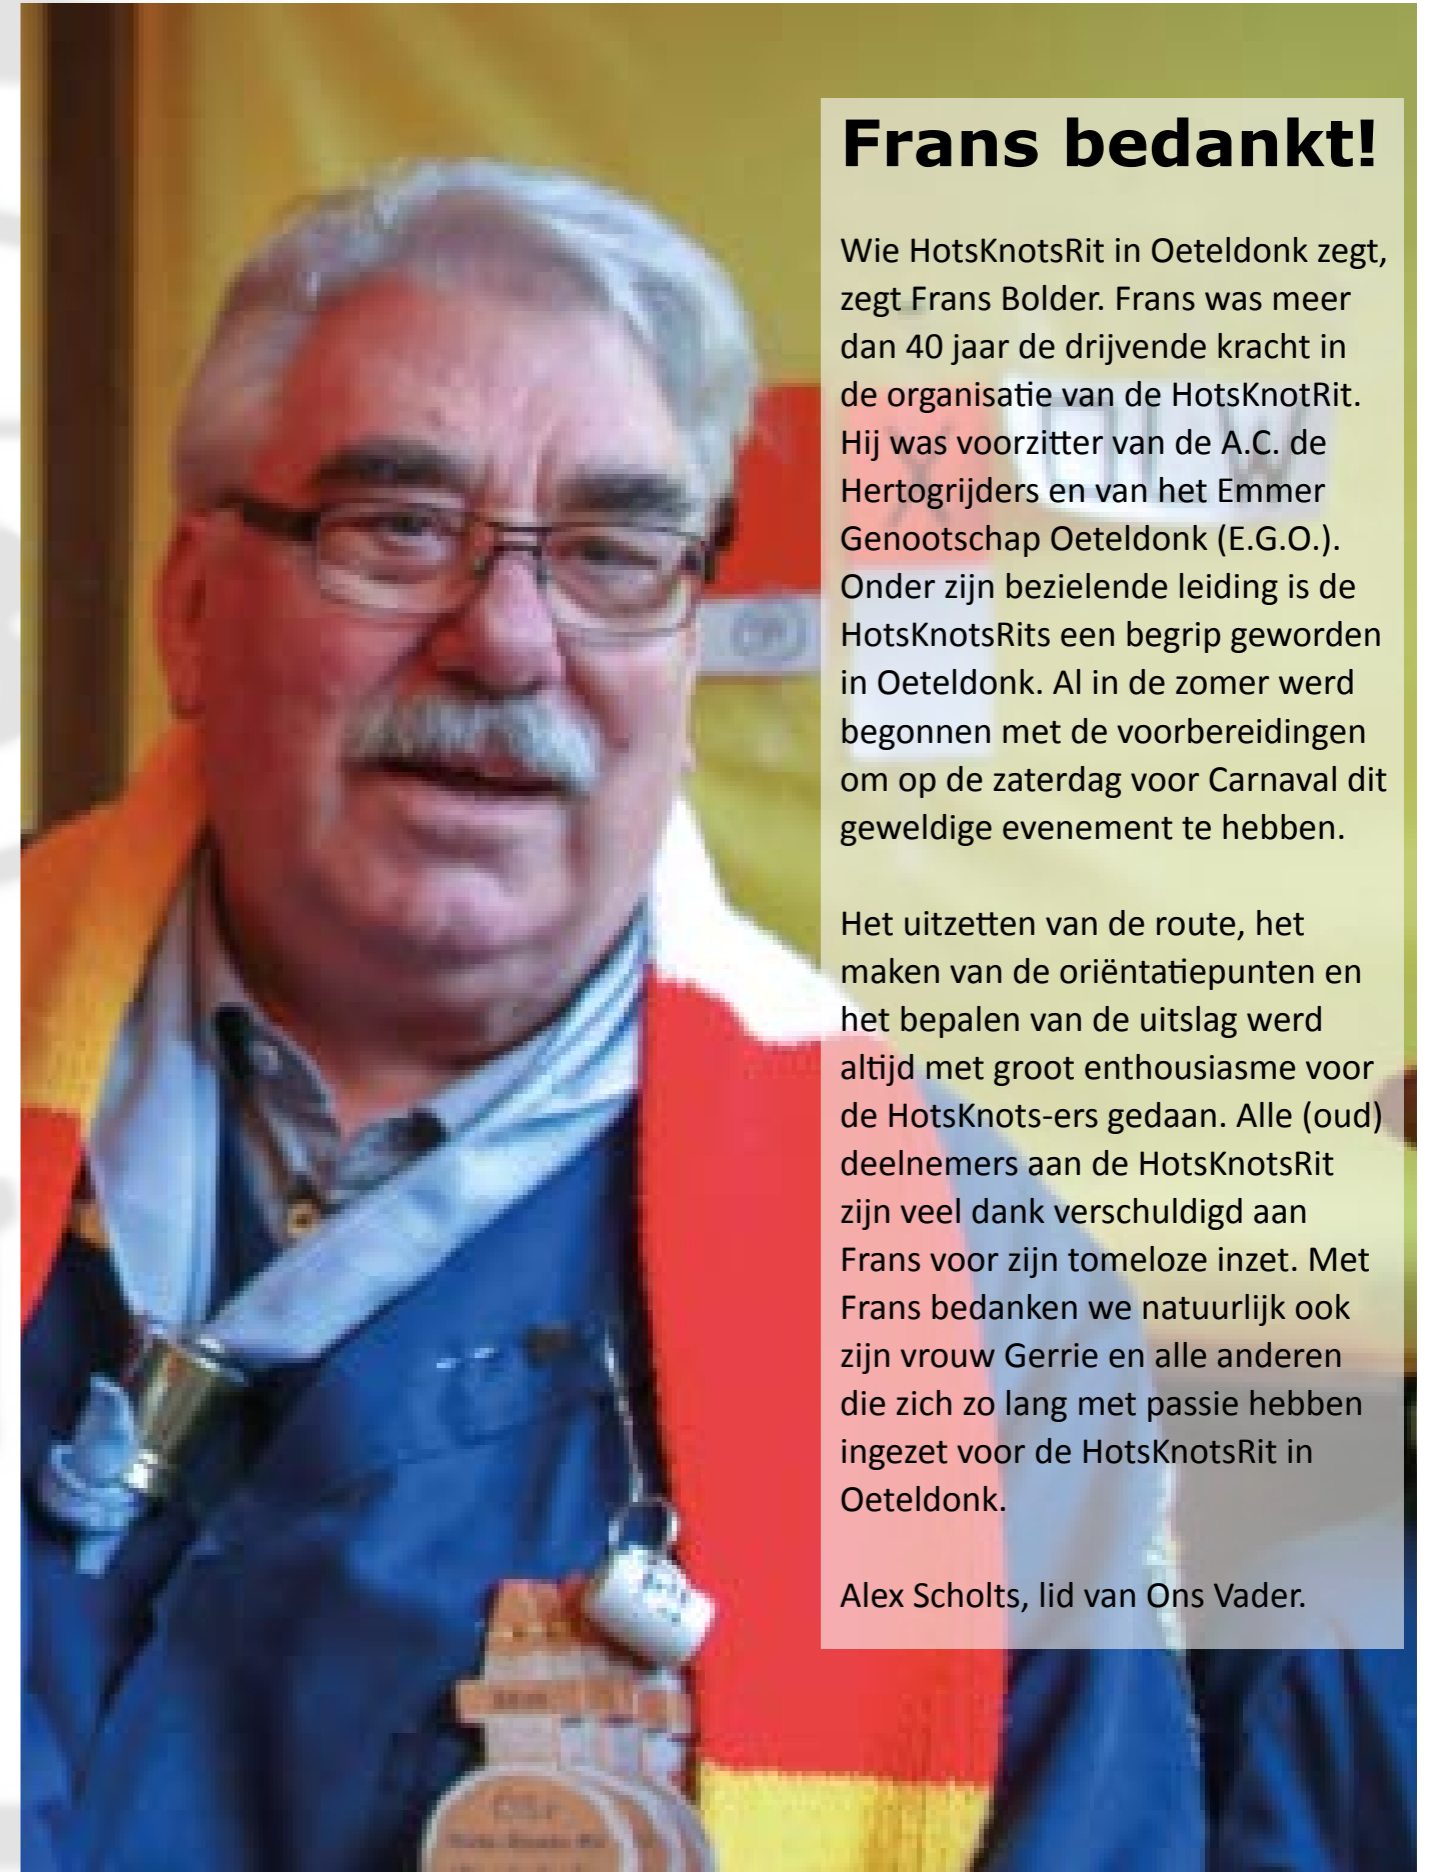 Frans bedankt!
Wie HotsKnotsRit in Oeteldonk zegt,
zegt Frans Bolder. Frans was meer
dan 40 jaar de drijvende kracht in
de organisatie van de HotsKnotRit.
Hij was voorzitter van de A.C. de
Hertogrijders en van het Emmer
Genootschap Oeteldonk (E.G.O.).
Onder zijn bezielende leiding is de
HotsKnotsRits een begrip geworden
in Oeteldonk. Al in de zomer werd
begonnen met de voorbereidingen
om op de zaterdag voor Carnaval dit
geweldige evenement te hebben.
Het uitzetten van de route, het
maken van de oriëntatiepunten en
het bepalen van de uitslag werd
altijd met groot enthousiasme voor
de HotsKnots-ers gedaan. Alle (oud)
deelnemers aan de HotsKnotsRit
zijn veel dank verschuldigd aan
Frans voor zijn tomeloze inzet. Met
Frans bedanken we natuurlijk ook
zijn vrouw Gerrie en alle anderen
die zich zo lang met passie hebben
ingezet voor de HotsKnotsRit in
Oeteldonk.
Alex Scholts, lid van Ons Vader.